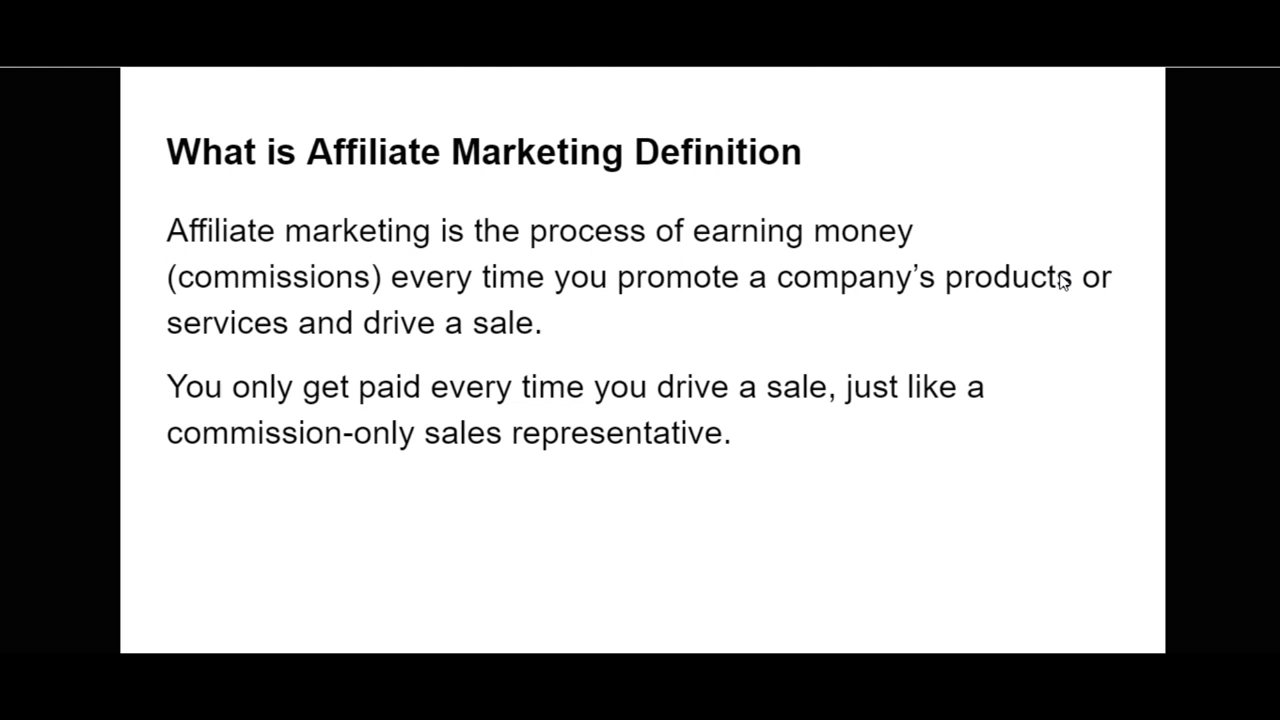 What is Affiliate Marketing Definition
Affiliate marketing is the process of earning money
(commissions) every time you promote a company’s products or
services and drive a sale.
You only get paid every time you drive a sale, just like a
commission-only sales representative.